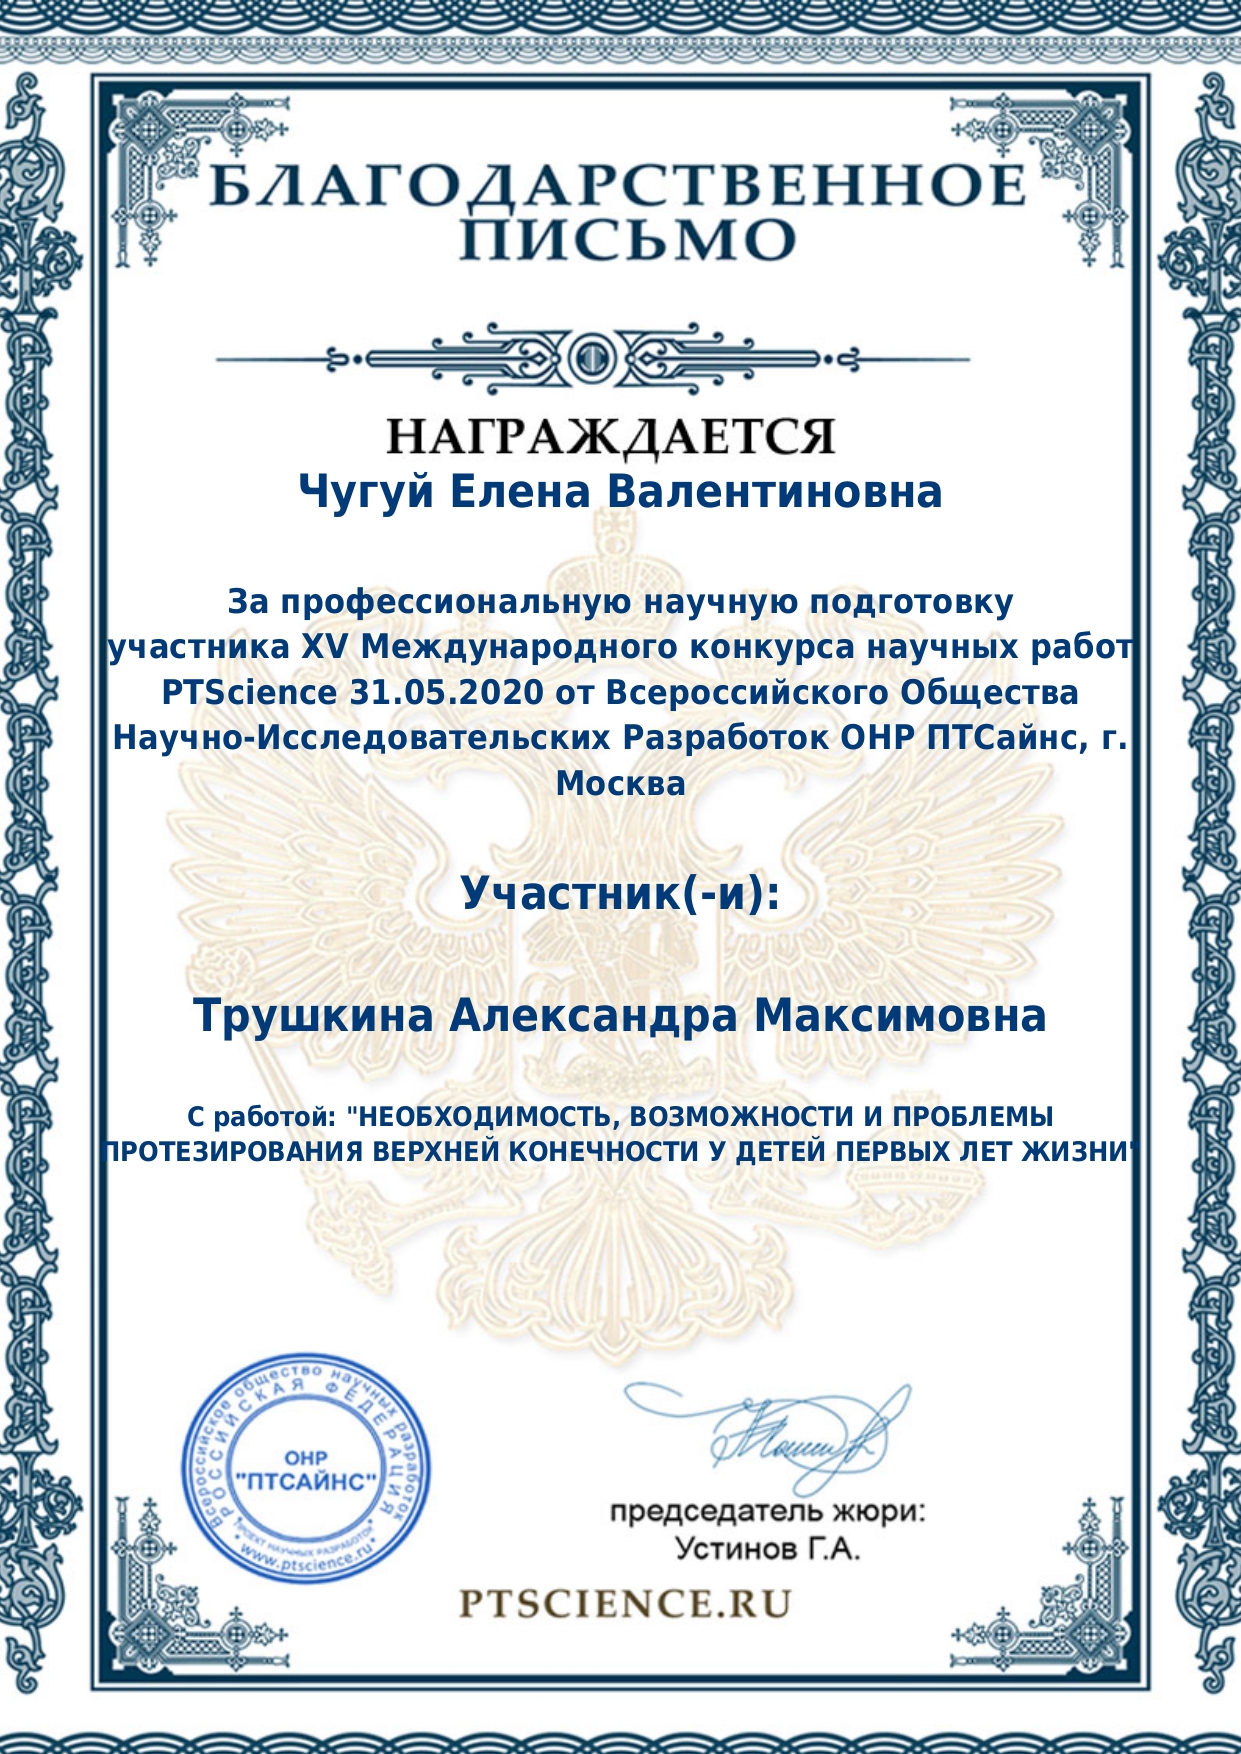 БЛАГОДАРСТВЕННОЕ
ПИСЬМО
НАГРАЖДАЕТСЯ
Чугуй Елена Валентиновна
За профессиональную научную подготовку
участника XV Международного конкурса научных работ
PTScience 31.05.2020 от Всероссийского Общества
Научно-Исследовательских Разработок ОНР ПТСайнс, г.
Москва
Участник(-и):
Трушкина Александра Максимовна
С работой: "НЕОБХОДИМОСТЬ, ВОЗМОЖНОСТИ И ПРОБЛЕМЫ
ПРОТЕЗИРОВАНИЯ ВЕРХНЕЙ КОНЕЧНОСТИ У ДЕТЕЙ ПЕРВЫХ ЛЕТ ЖИЗНИ"
Всероссийское общество научных разработок
РОССИЙСКАЯ ФЕДЕРАЦИЯ
ОНР
"ПТСАЙНС"
ПРОЕКТ НАУЧНЫХ РАЗРАБОТОК
www.ptscience.ru
председатель жюри:
Устинов Г.А.
PTSCIENCE.RU